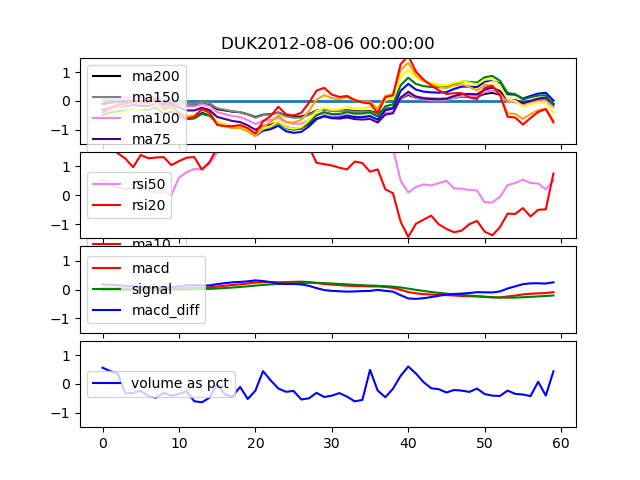 DUK2012-08-06 00:00:00
1
0
−1
ma200
ma150
ma100
ma75
1
0
−1
rsi50
rsi20
ma10
1
0
−1
macd
signal
macd_diff
1
0
−1
volume as pct
0 10 20 30 40 50 60